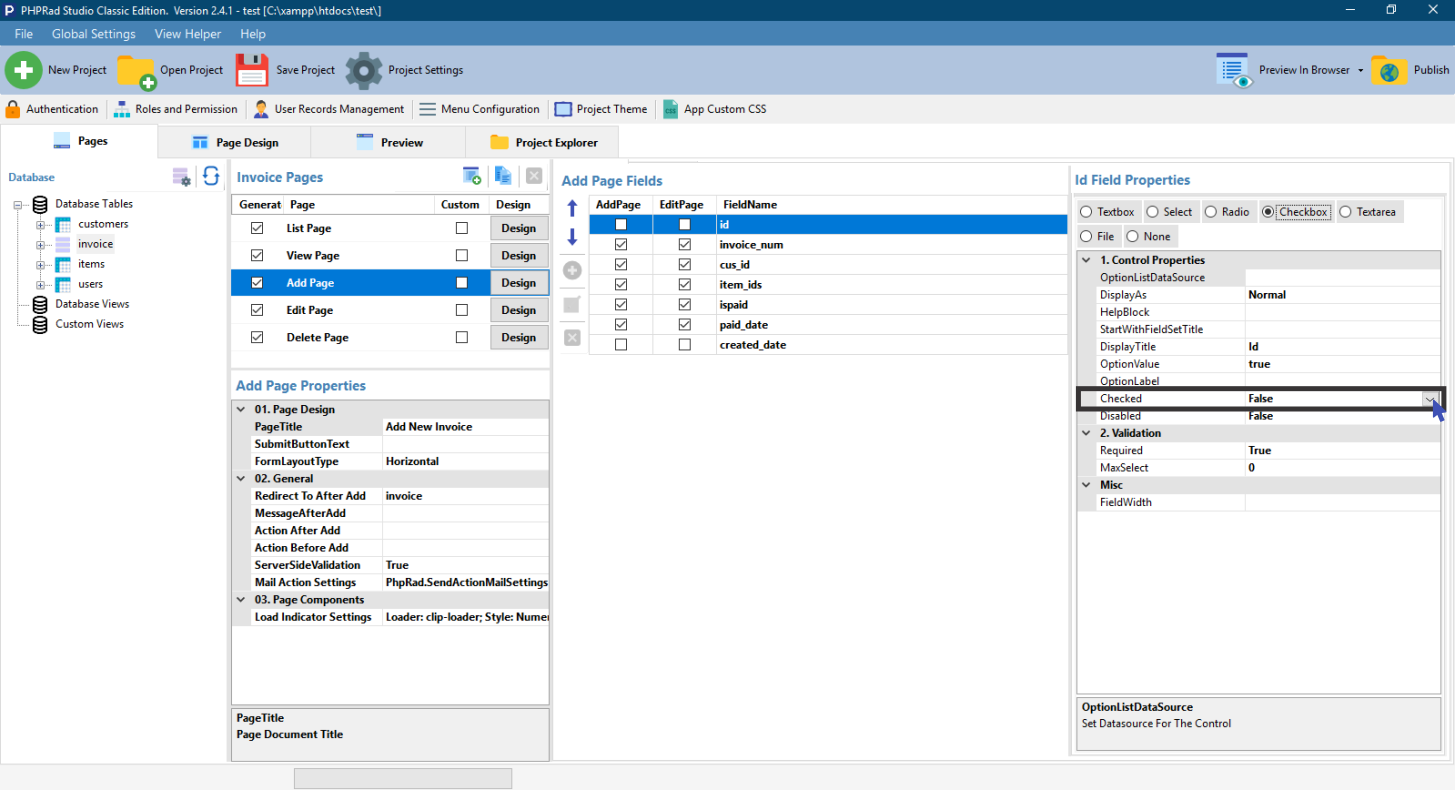 PHPRad Studio Classic Edition. Version 2.4.1 - test [C:\xampp\htdocs\test\]
File Global Settings View Helper Help
New Project Open Project Save Project Project Settings Preview In Browser Publish
Authentication Roles and Permission User Records Management Menu Configuration Project Theme App Custom CSS
Pages Page Design Preview Project Explorer
Database
Database Tables
customers
invoice
items
users
Database Views
Custom Views
Invoice Pages
Generat Page Custom Design
List Page Design
View Page Design
Add Page Design
Edit Page Design
Delete Page Design
Add Page Properties
01. Page Design
PageTitle Add New Invoice
SubmitButtonText
FormLayoutType Horizontal
02. General
Redirect To After Add invoice
MessageAfterAdd
Action After Add
Action Before Add
ServerSideValidation True
Mail Action Settings PhpRad.SendActionMailSettings
03. Page Components
Load Indicator Settings Loader: clip-loader; Style: Numer
PageTitle
Page Document Title
Add Page Fields
AddPage EditPage FieldName
id
invoice_num
cus_id
item_ids
ispaid
paid_date
created_date
Id Field Properties
Textbox Select Radio Checkbox Textarea
File None
1. Control Properties
OptionListDataSource
DisplayAs Normal
HelpBlock
StartWithFieldSetTitle
DisplayTitle Id
OptionValue true
OptionLabel
Checked False
Disabled False
2. Validation
Required True
MaxSelect 0
Misc
FieldWidth
OptionListDataSource
Set Datasource For The Control